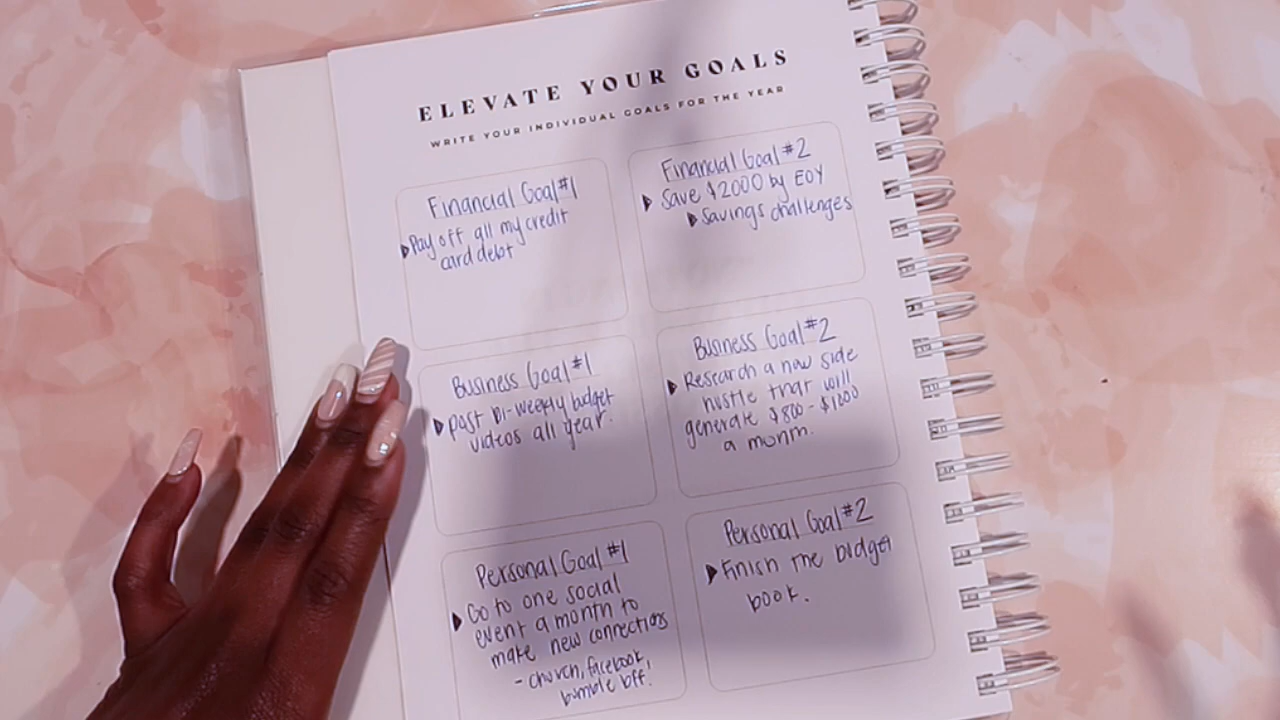 ELEVATE YOUR GOALS
WRITE YOUR INDIVIDUAL GOALS FOR THE YEAR
Financial Goal #1
Pay off all my credit
card debt
Financial Goal #2
Save $2000 by EOY
Savings challenges
Business Goal #1
post bi-weekly budget
videos all year.
Business Goal #2
Research a new side
hustle that will
generate $800 - $1000
a month.
Personal Goal #1
Go to one social
event a month to
make new connections
- church, facebook,
bumble bff.
Personal Goal #2
Finish the budget
book.